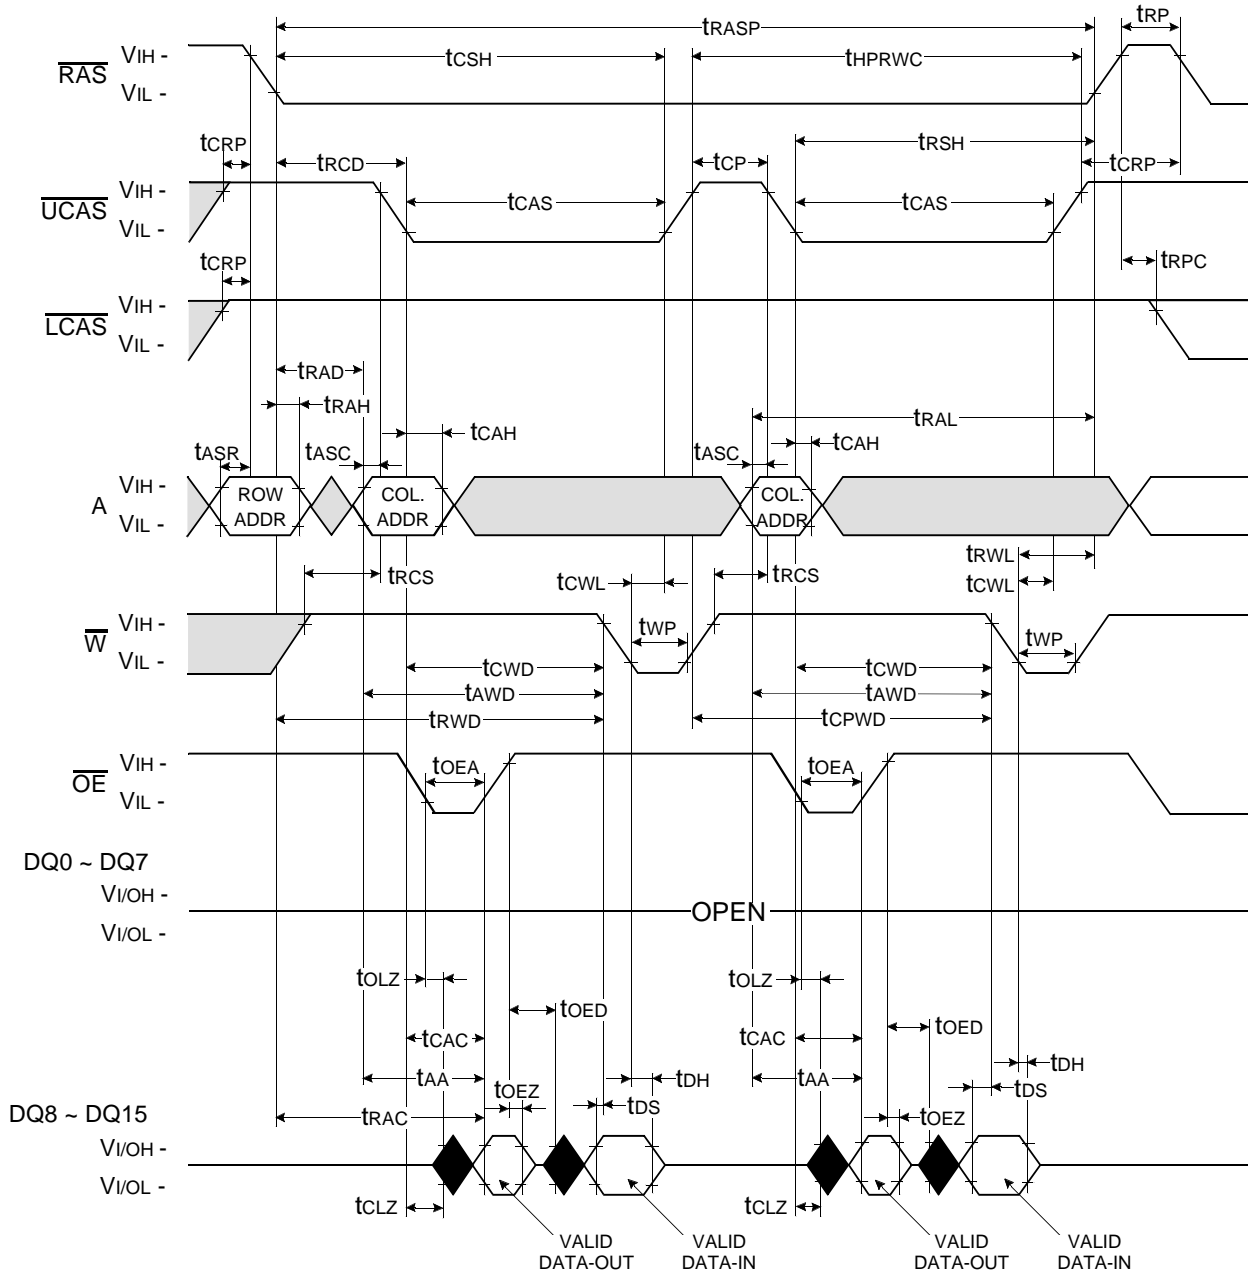 tRASP
tRP
RAS
VIH -
VIL -
tCSH
tHPRWC
tCRP
tRCD
tCP
tRSH
tCRP
UCAS
VIH -
VIL -
tCAS
tCAS
tCRP
tRPC
LCAS
VIH -
VIL -
tRAD
tRAH
tRAL
tASR
tASC
tCAH
tASC
tCAH
A
VIH -
VIL -
ROW
ADDR
COL.
ADDR
COL.
ADDR
tRCS
tCWL
tRCS
tRWL
tCWL
W
VIH -
VIL -
tWP
tWP
tCWD
tCWD
tAWD
tAWD
tRWD
tCPWD
OE
VIH -
VIL -
tOEA
tOEA
DQ0 ~ DQ7
VI/OH -
VI/OL -
OPEN
tOLZ
tOLZ
tOED
tOED
tCAC
tCAC
tAA
tOEZ
tDH
tAA
tDH
tDS
tDS
tRAC
tOEZ
DQ8 ~ DQ15
VI/OH -
VI/OL -
tCLZ
tCLZ
VALID
DATA-OUT
VALID
DATA-IN
VALID
DATA-OUT
VALID
DATA-IN